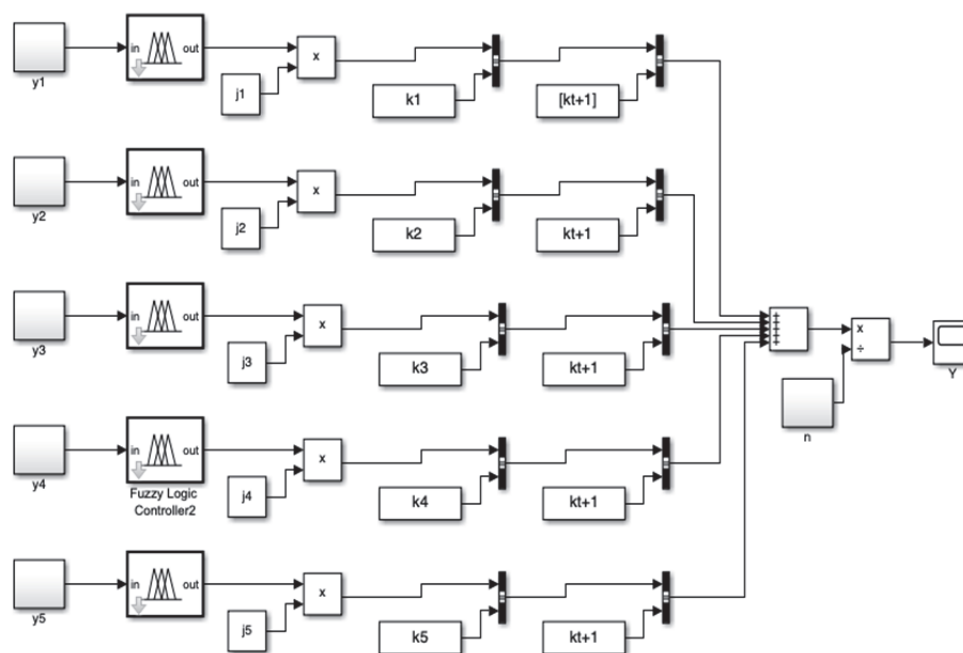 in out
x
y1
j1
k1
[kt+1]
in out
x
y2
j2
k2
kt+1
in out
x
y3
j3
k3
kt+1
+
+
+
+
+
x
÷
Y
n
in out
x
y4
Fuzzy Logic
Controller2
j4
k4
kt+1
in out
x
y5
j5
k5
kt+1